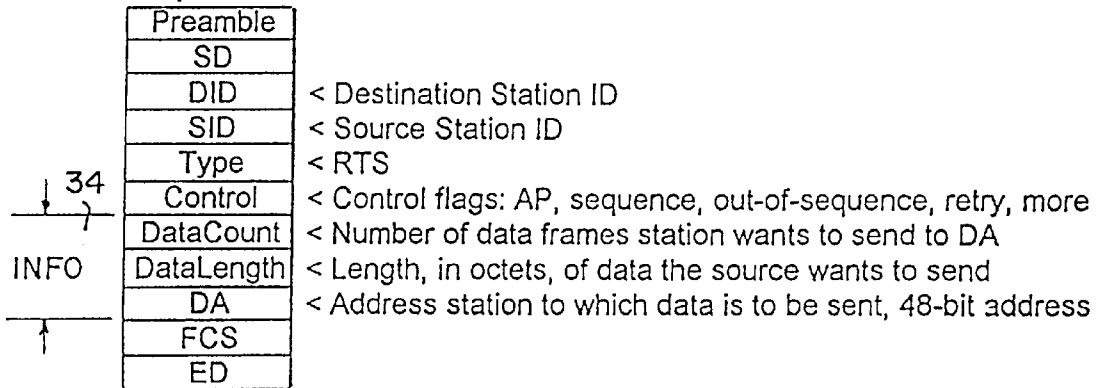 Preamble
SD
DID < Destination Station ID
SID < Source Station ID
Type < RTS
34
Control < Control flags: AP, sequence, out-of-sequence, retry, more
DataCount < Number of data frames station wants to send to DA
INFO DataLength < Length, in octets, of data the source wants to send
DA < Address station to which data is to be sent, 48-bit address
FCS
ED